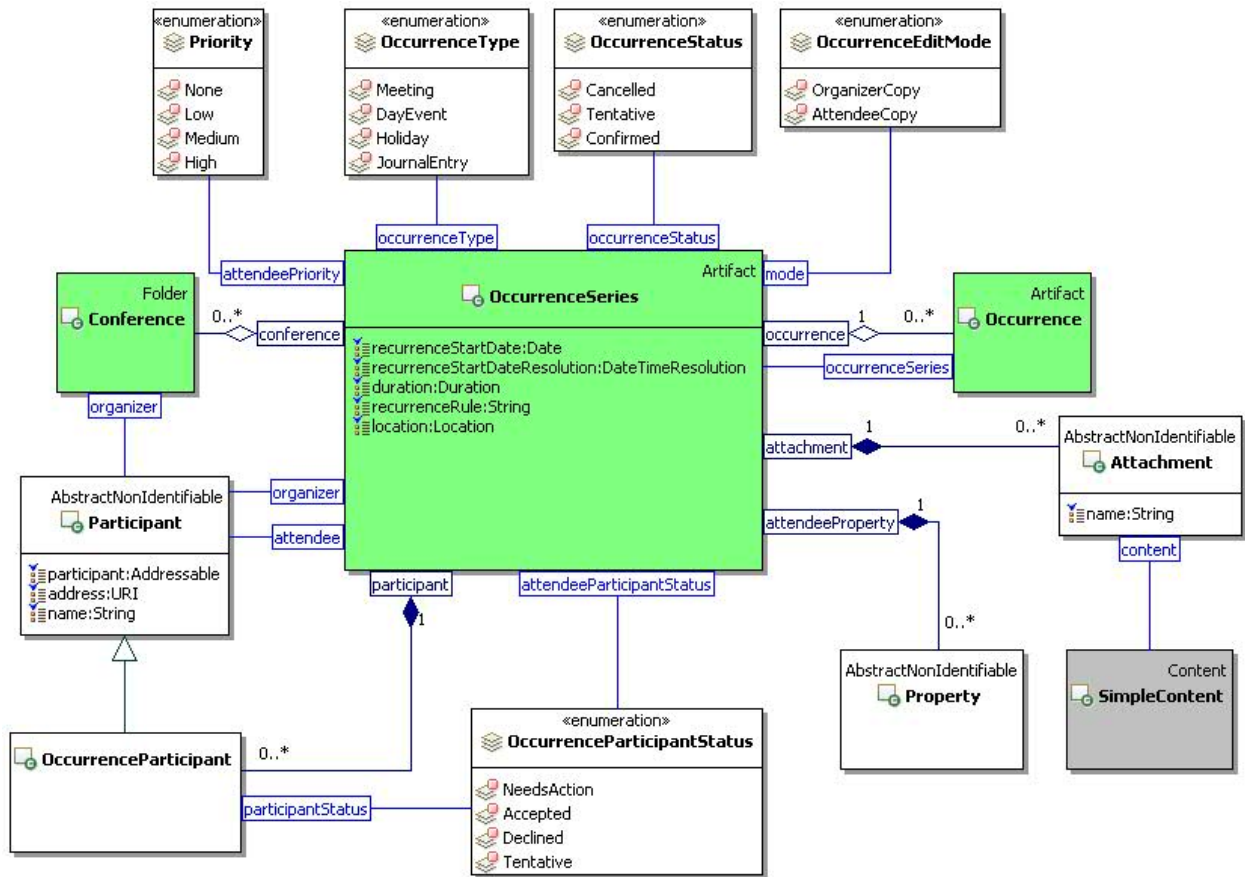 «enumeration»
Priority
None
Low
Medium
High
«enumeration»
OccurrenceType
Meeting
DayEvent
Holiday
JournalEntry
«enumeration»
OccurrenceStatus
Cancelled
Tentative
Confirmed
«enumeration»
OccurrenceEditMode
OrganizerCopy
AttendeeCopy
occurrenceType
occurrenceStatus
attendeePriority
mode
Folder
Conference
0..*
conference
organizer
Artifact
OccurrenceSeries
recurrenceStartDate:Date
recurrenceStartDateResolution:DateTimeResolution
duration:Duration
recurrenceRule:String
location:Location
occurrence
1
0..*
occurrenceSeries
Artifact
Occurrence
attachment
1
0..*
AbstractNonIdentifiable
Attachment
name:String
content
AbstractNonIdentifiable
Participant
participant:Addressable
address:URI
name:String
organizer
attendee
attendeeProperty
1
0..*
participant
1
attendeeParticipantStatus
AbstractNonIdentifiable
Property
Content
SimpleContent
OccurrenceParticipant
0..*
participantStatus
«enumeration»
OccurrenceParticipantStatus
NeedsAction
Accepted
Declined
Tentative